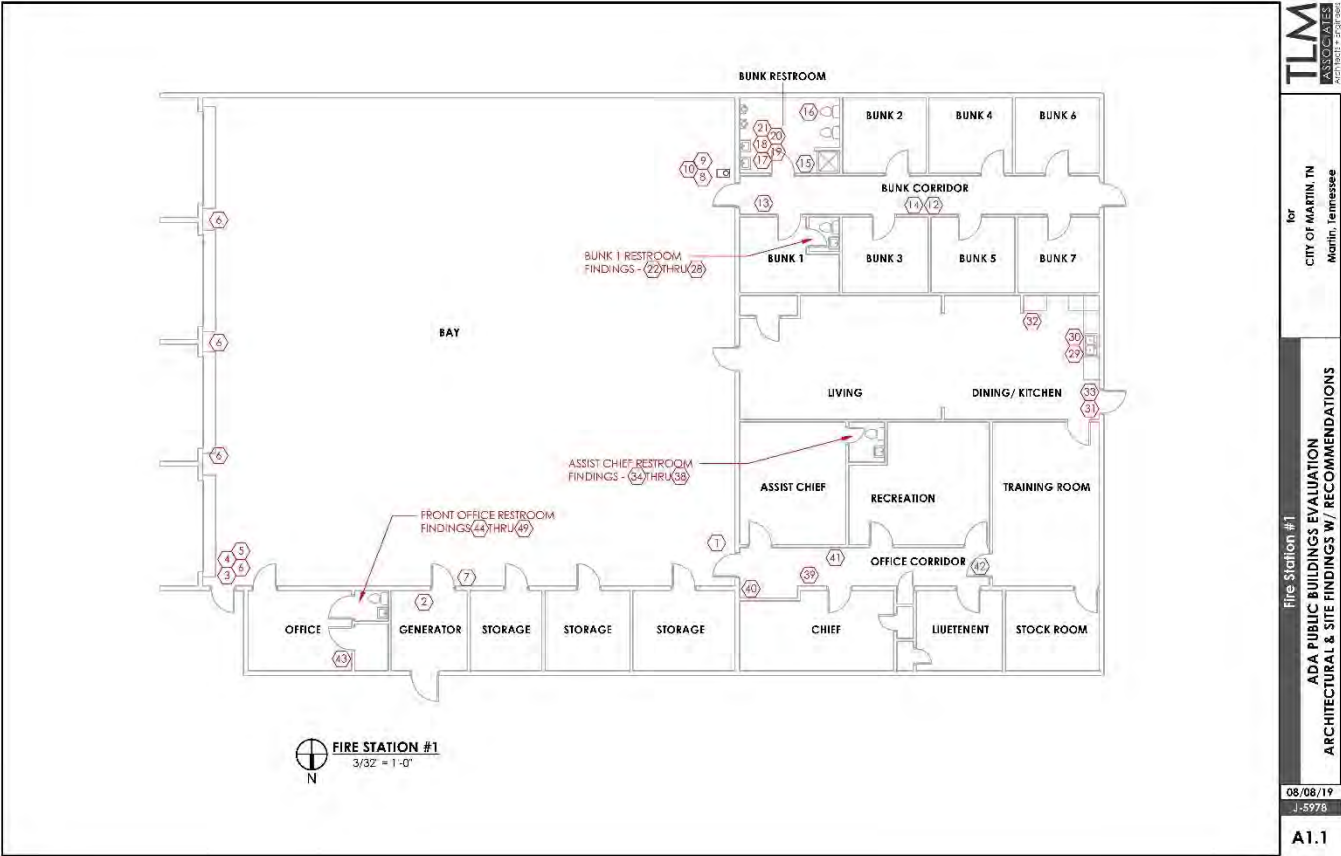 BUNK RESTROOM
16
BUNK 2
BUNK 4
BUNK 6
21
20
18
19
17
15
9
10
8
BUNK CORRIDOR
13
14 12
6
BUNK 1 RESTROOM
FINDINGS - 22 THRU 28
BUNK 1
BUNK 3
BUNK 5
BUNK 7
BAY
32
6
30
29
LIVING
DINING/ KITCHEN
33
31
6
ASSIST CHIEF RESTROOM
FINDINGS - 34 THRU 38
ASSIST CHIEF
RECREATION
TRAINING ROOM
FRONT OFFICE RESTROOM
FINDINGS 44 THRU 49
1
5
4
6
3
41
OFFICE CORRIDOR
42
7
39
40
2
OFFICE
GENERATOR
STORAGE
STORAGE
STORAGE
CHIEF
LIUETENENT
STOCK ROOM
43
FIRE STATION #1
3/32" = 1'-0"
N
TLM
ASSOCIATES
Architects + Engineers
for
CITY OF MARTIN, TN
Martin, Tennessee
Fire Station #1
ADA PUBLIC BUILDINGS EVALUATION
ARCHITECTURAL & SITE FINDINGS W/ RECOMMENDATIONS
08/08/19
J-5978
A1.1